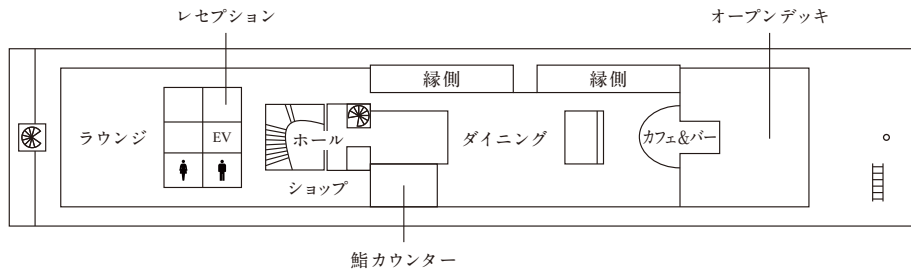 レセプション
オープンデッキ
縁側
縁側
ラウンジ
EV
ホール
ダイニング
カフェ&バー
ショップ
鮨カウンター